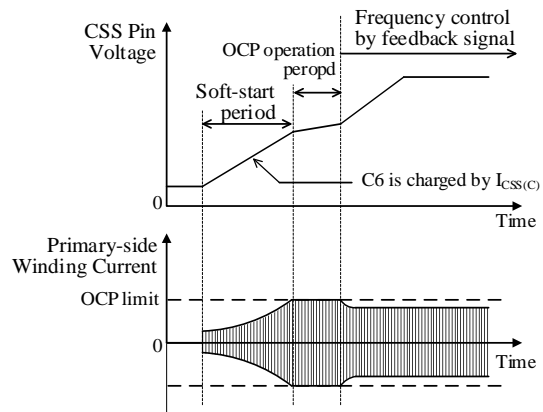 CSS Pin
Voltage
Frequency control
by feedback signal
OCP operation
peropd
Soft-start
period
C6 is charged by I_CSS(C)
0
Time
Primary-side
Winding Current
OCP limit
0
Time